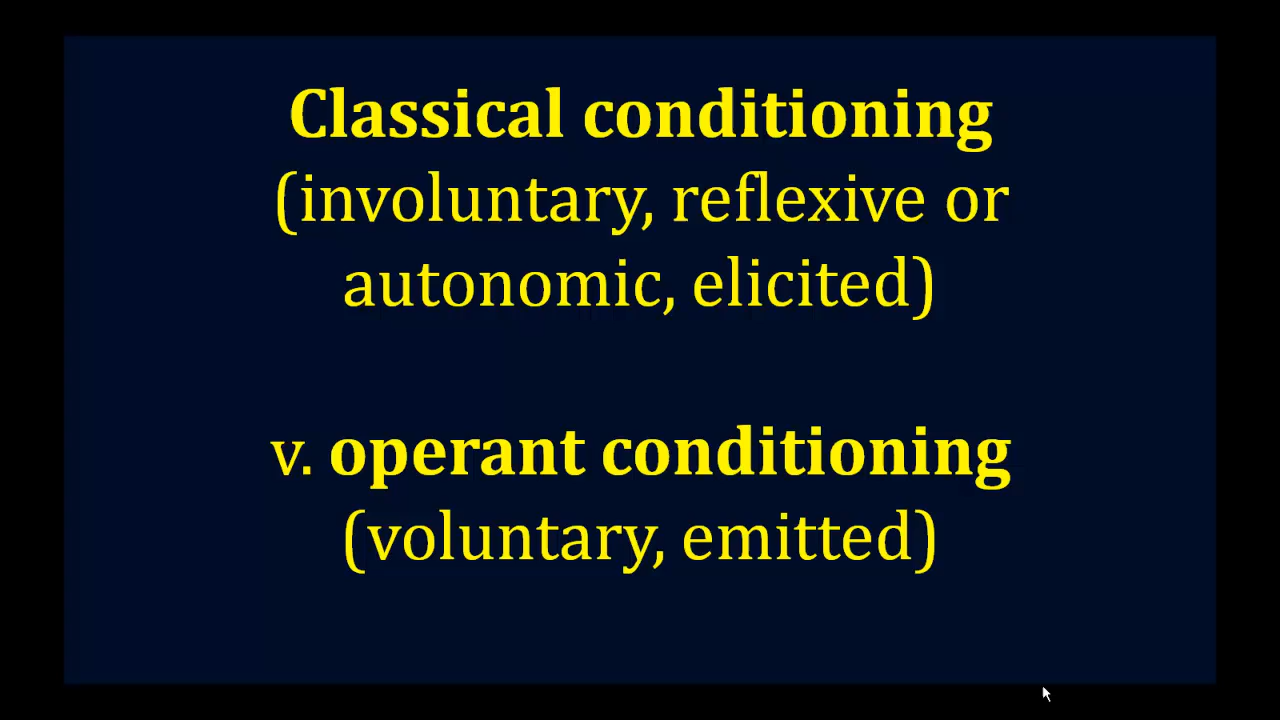 Classical conditioning
(involuntary, reflexive or
autonomic, elicited)
v. operant conditioning
(voluntary, emitted)